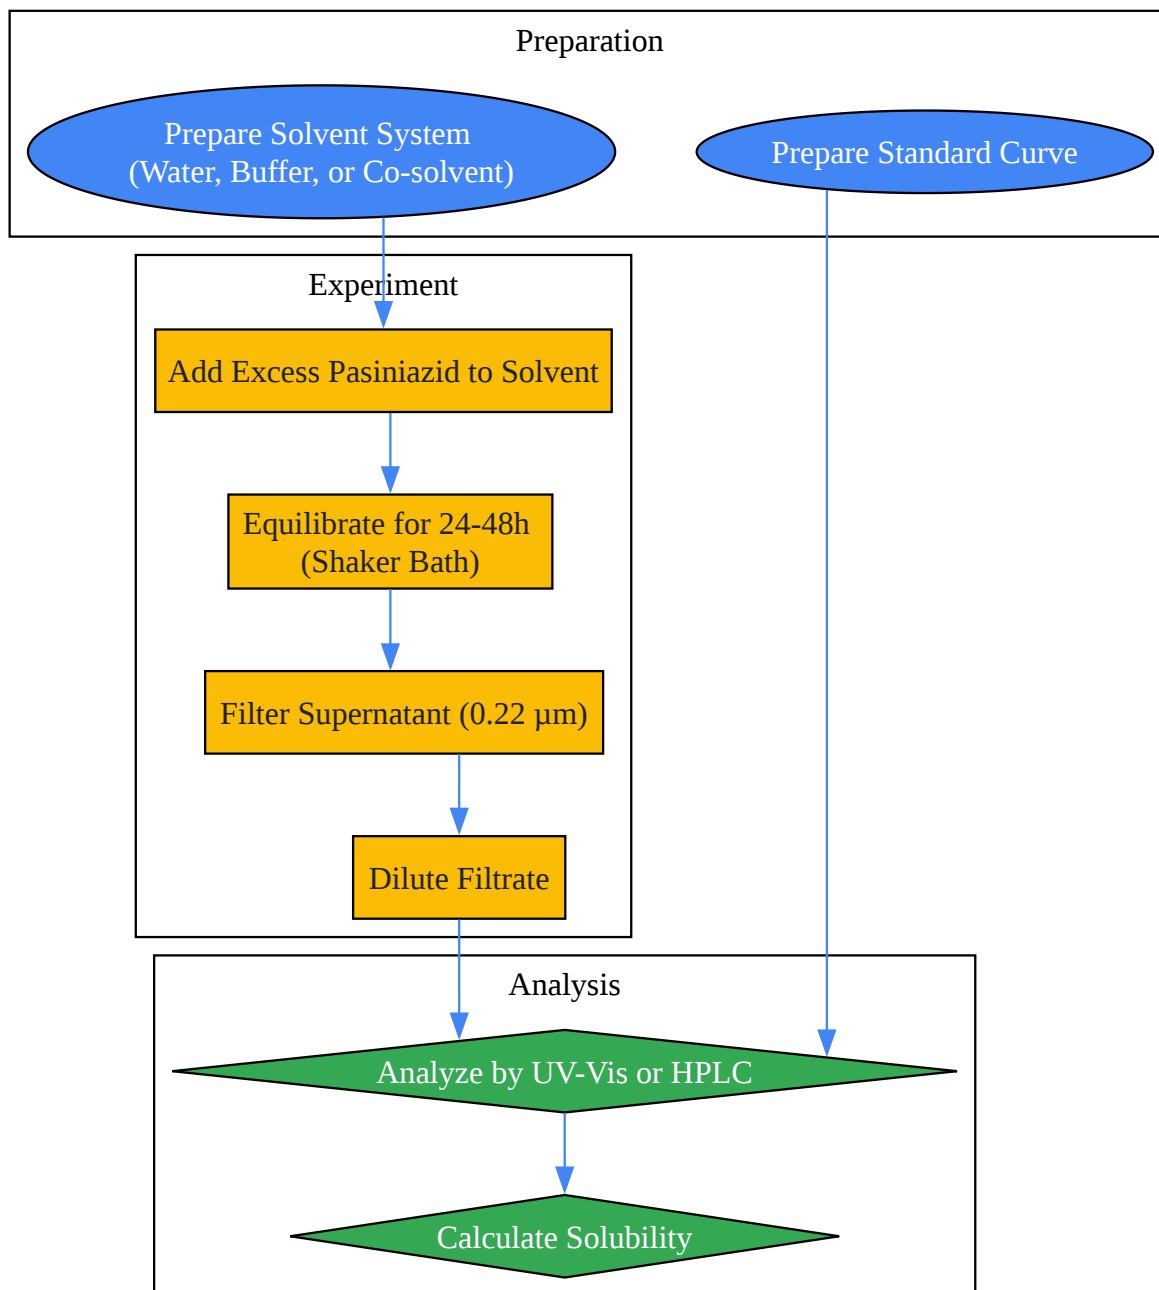 Preparation
Prepare Solvent System
(Water, Buffer, or Co-solvent)
Prepare Standard Curve
Experiment
Add Excess Pasiniazid to Solvent
Equilibrate for 24-48h
(Shaker Bath)
Filter Supernatant (0.22 µm)
Dilute Filtrate
Analysis
Analyze by UV-Vis or HPLC
Calculate Solubility